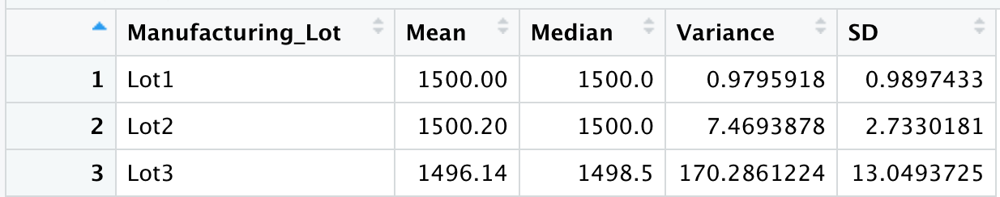 Manufacturing_Lot Mean Median Variance SD
1 Lot1 1500.00 1500.0 0.9795918 0.9897433
2 Lot2 1500.20 1500.0 7.4693878 2.7330181
3 Lot3 1496.14 1498.5 170.2861224 13.0493725